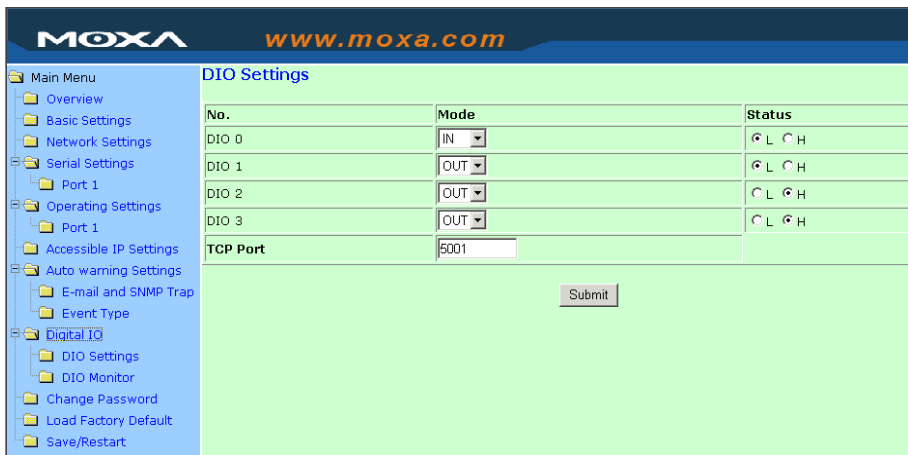 MOXA www.moxa.com
Main Menu
Overview
Basic Settings
Network Settings
Serial Settings
Port 1
Operating Settings
Port 1
Accessible IP Settings
Auto warning Settings
E-mail and SNMP Trap
Event Type
Digital IO
DIO Settings
DIO Monitor
Change Password
Load Factory Default
Save/Restart
DIO Settings
No. Mode Status
DIO 0 IN L H
DIO 1 OUT L H
DIO 2 OUT L H
DIO 3 OUT L H
TCP Port 5001
Submit